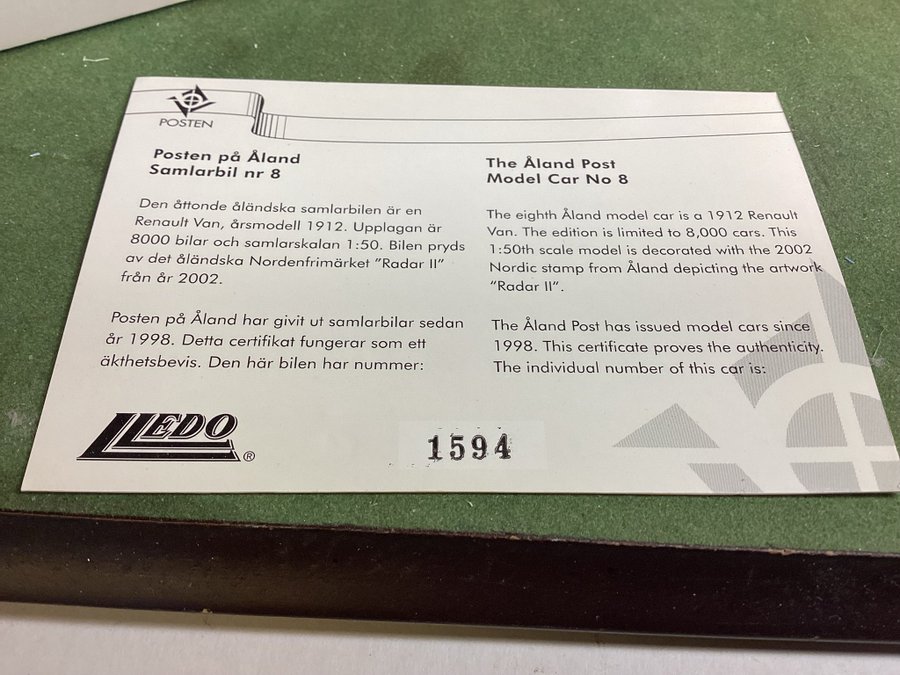 POSTEN
Posten på Åland
Samlarbil nr 8
Den åttonde åländska samlarbilen är en
Renault Van, årsmodell 1912. Upplagan är
8000 bilar och samlarskalan 1:50. Bilen pryds
av det åländska Nordenfrimärket "Radar II"
från år 2002.
Posten på Åland har givit ut samlarbilar sedan
år 1998. Detta certifikat fungerar som ett
äkthetsbevis. Den här bilen har nummer:
LLEDO®
The Åland Post
Model Car No 8
The eighth Åland model car is a 1912 Renault
Van. The edition is limited to 8,000 cars. This
1:50th scale model is decorated with the 2002
Nordic stamp from Åland depicting the artwork
"Radar II".
The Åland Post has issued model cars since
1998. This certificate proves the authenticity.
The individual number of this car is:
1594